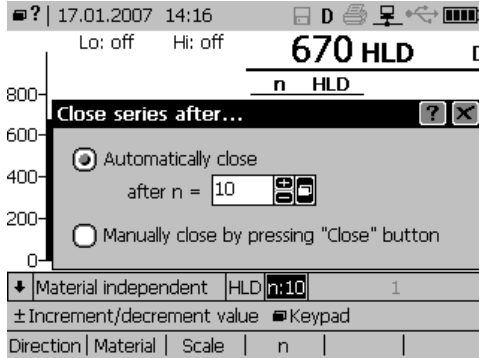 ? 17.01.2007 14:16 D
Lo: off Hi: off 670 HLD
n HLD
800
Close series after... ? X
600
Automatically close
400
after n = 10
200
Manually close by pressing "Close" button
0
Material independent HLD n:10 1
±Increment/decrement value Keypad
Direction | Material | Scale | n | |